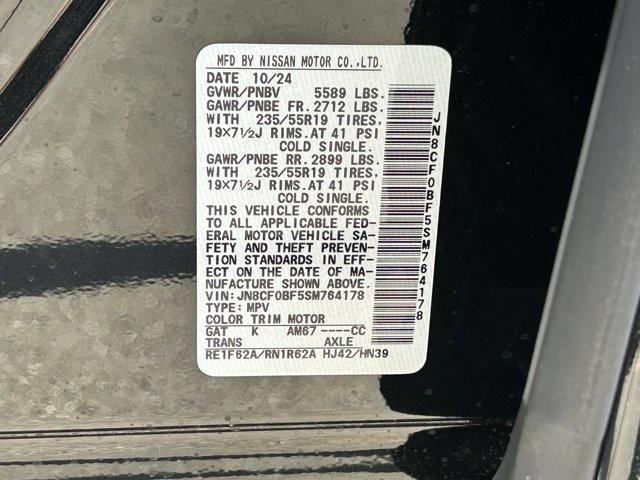 MFD BY NISSAN MOTOR CO.,LTD.
DATE 10/24
GVWR/PNBV 5589 LBS.
GAWR/PNBE FR. 2712 LBS.
WITH 235/55R19 TIRES,
19×7½J RIMS.AT 41 PSI
COLD SINGLE.
GAWR/PNBE RR. 2899 LBS.
WITH 235/55R19 TIRES,
19×7½J RIMS.AT 41 PSI
COLD SINGLE.
THIS VEHICLE CONFORMS
TO ALL APPLICABLE FED-
ERAL MOTOR VEHICLE SA-
FETY AND THEFT PREVEN-
TION STANDARDS IN EFF-
ECT ON THE DATE OF MA-
NUFACTURE SHOWN ABOVE.
VIN:JN8CF0BF5SM764178
TYPE:MPV
COLOR TRIM MOTOR
GAT K AM67 ----CC
TRANS AXLE
RE1F62A/RN1R62A HJ42/HN39
JN8CF0BF5SM764178